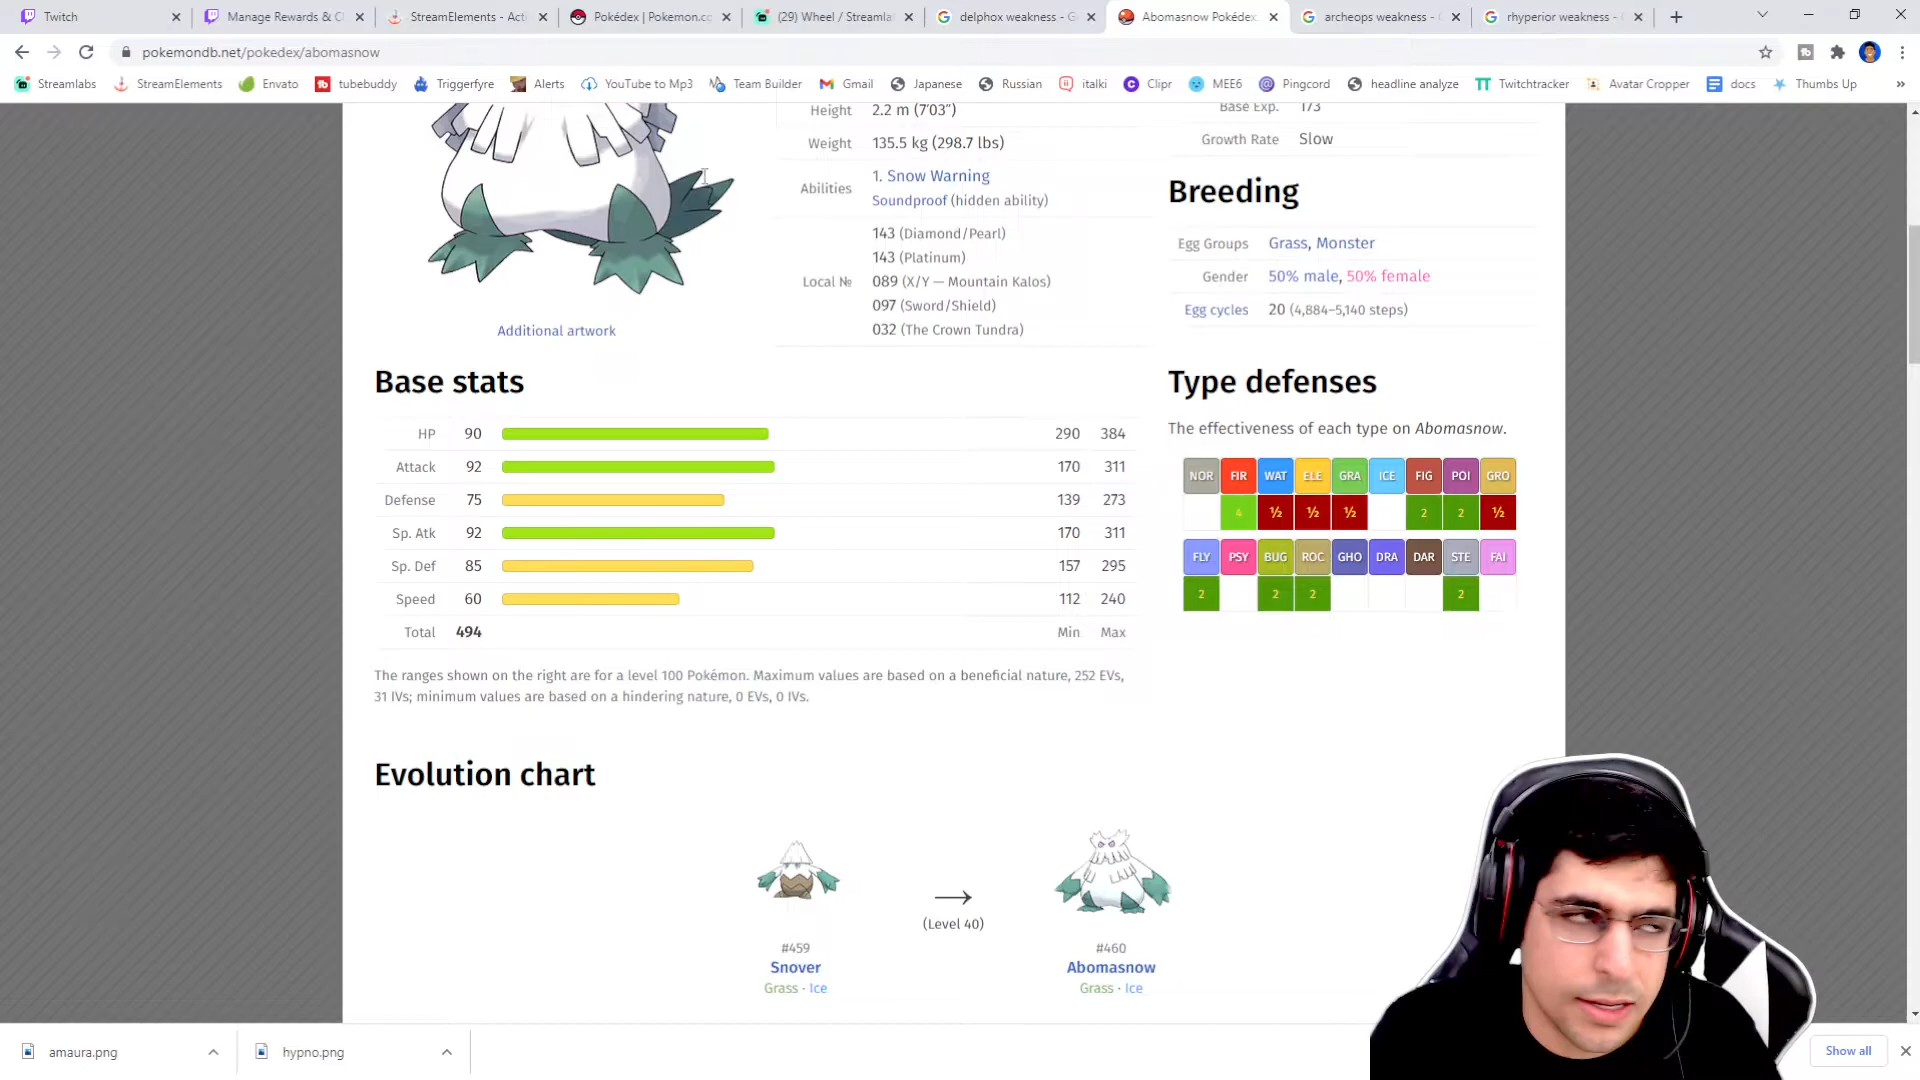 Twitch
Manage Rewards & C
StreamElements - Acti
Pokédex | Pokemon.co
(29) Wheel / Streamla
delphox weakness - G
Abomasnow Pokédex
archeops weakness - G
rhyperior weakness -
pokemondb.net/pokedex/abomasnow
Streamlabs
StreamElements
Envato
tubebuddy
Triggerfyre
Alerts
YouTube to Mp3
Team Builder
Gmail
Japanese
Russian
italki
Clipr
MEE6
Pingcord
headline analyze
Twitchtracker
Avatar Cropper
docs
Thumbs Up
»
Height 2.2 m (7′03″)
Weight 135.5 kg (298.7 lbs)
Abilities 1. Snow Warning
Soundproof (hidden ability)
Local № 143 (Diamond/Pearl)
143 (Platinum)
089 (X/Y — Mountain Kalos)
097 (Sword/Shield)
032 (The Crown Tundra)
Additional artwork
Base Exp. 173
Growth Rate Slow
Breeding
Egg Groups Grass, Monster
Gender 50% male, 50% female
Egg cycles 20 (4,884–5,140 steps)
Base stats
HP 90 290 384
Attack 92 170 311
Defense 75 139 273
Sp. Atk 92 170 311
Sp. Def 85 157 295
Speed 60 112 240
Total 494 Min Max
The ranges shown on the right are for a level 100 Pokémon. Maximum values are based on a beneficial nature, 252 EVs,
31 IVs; minimum values are based on a hindering nature, 0 EVs, 0 IVs.
Type defenses
The effectiveness of each type on Abomasnow.
NOR FIR WAT ELE GRA ICE FIG POI GRO
4 ½ ½ ½ 2 2 ½
FLY PSY BUG ROC GHO DRA DAR STE FAI
2 2 2 2
Evolution chart
(Level 40)
#459
Snover
Grass · Ice
#460
Abomasnow
Grass · Ice
amaura.png
hypno.png
Show all